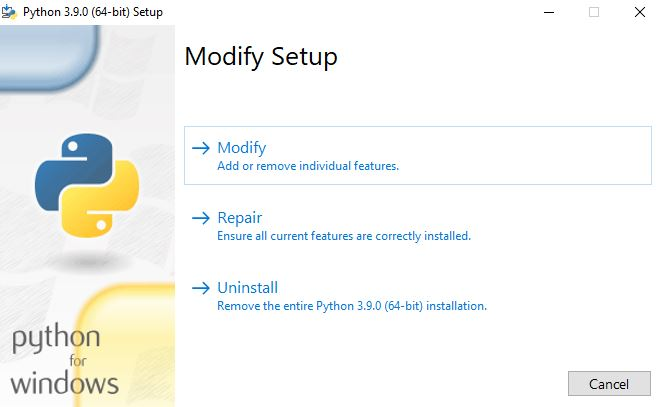 Python 3.9.0 (64-bit) Setup
Modify Setup
Modify
Add or remove individual features.
Repair
Ensure all current features are correctly installed.
Uninstall
Remove the entire Python 3.9.0 (64-bit) installation.
python
for
windows
Cancel